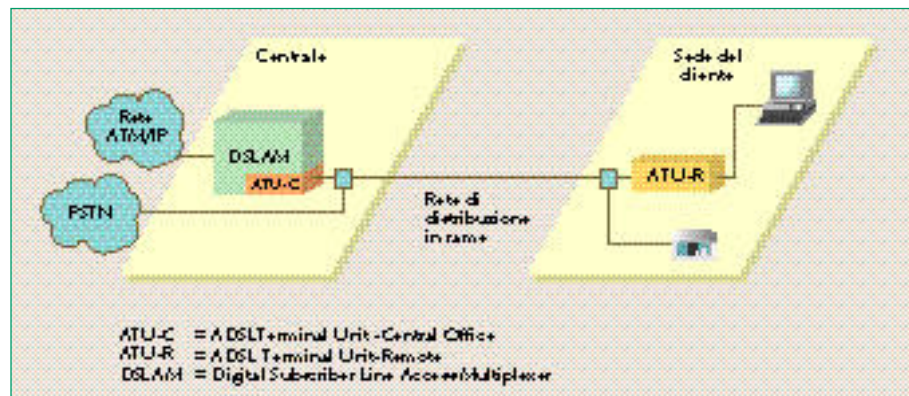 Centrale
Sede del
cliente
Rete
ATM/IP
DSLAM
ATU-C
ATU-R
PSTN
Rete di
distribuzione
in rame
ATU-C = ADSL Terminal Unit-Central Office
ATU-R = ADSL Terminal Unit-Remote
DSLAM = Digital Subscriber Line Access Multiplexer